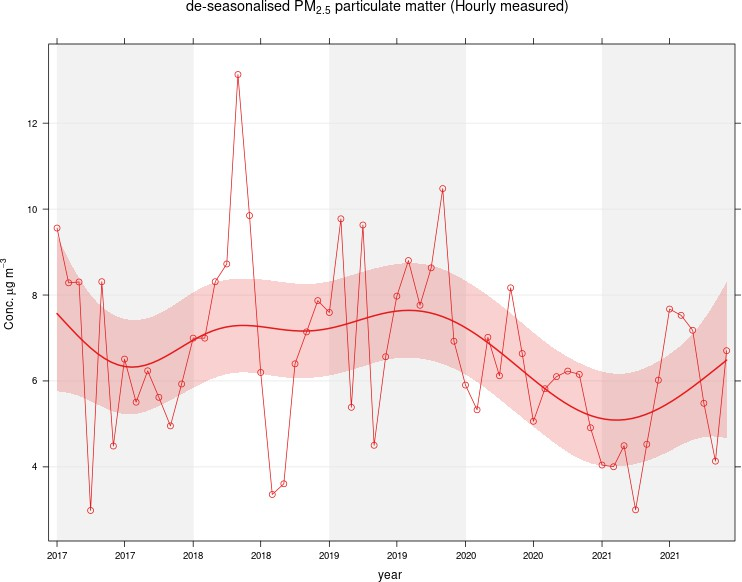 de-seasonalised PM2.5 particulate matter (Hourly measured)
Conc. μg m−3
12
10
8
6
4
2017 2017 2018 2018 2019 2019 2020 2020 2021 2021
year